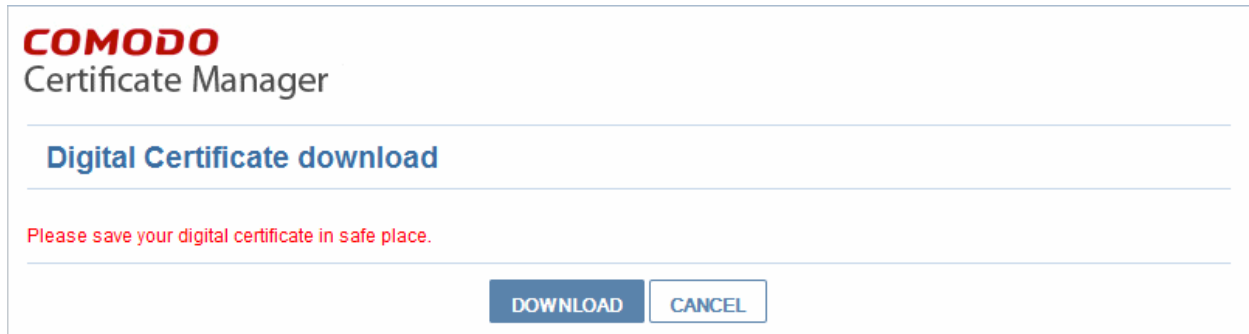 COMODO
Certificate Manager
Digital Certificate download
Please save your digital certificate in safe place.
DOWNLOAD CANCEL